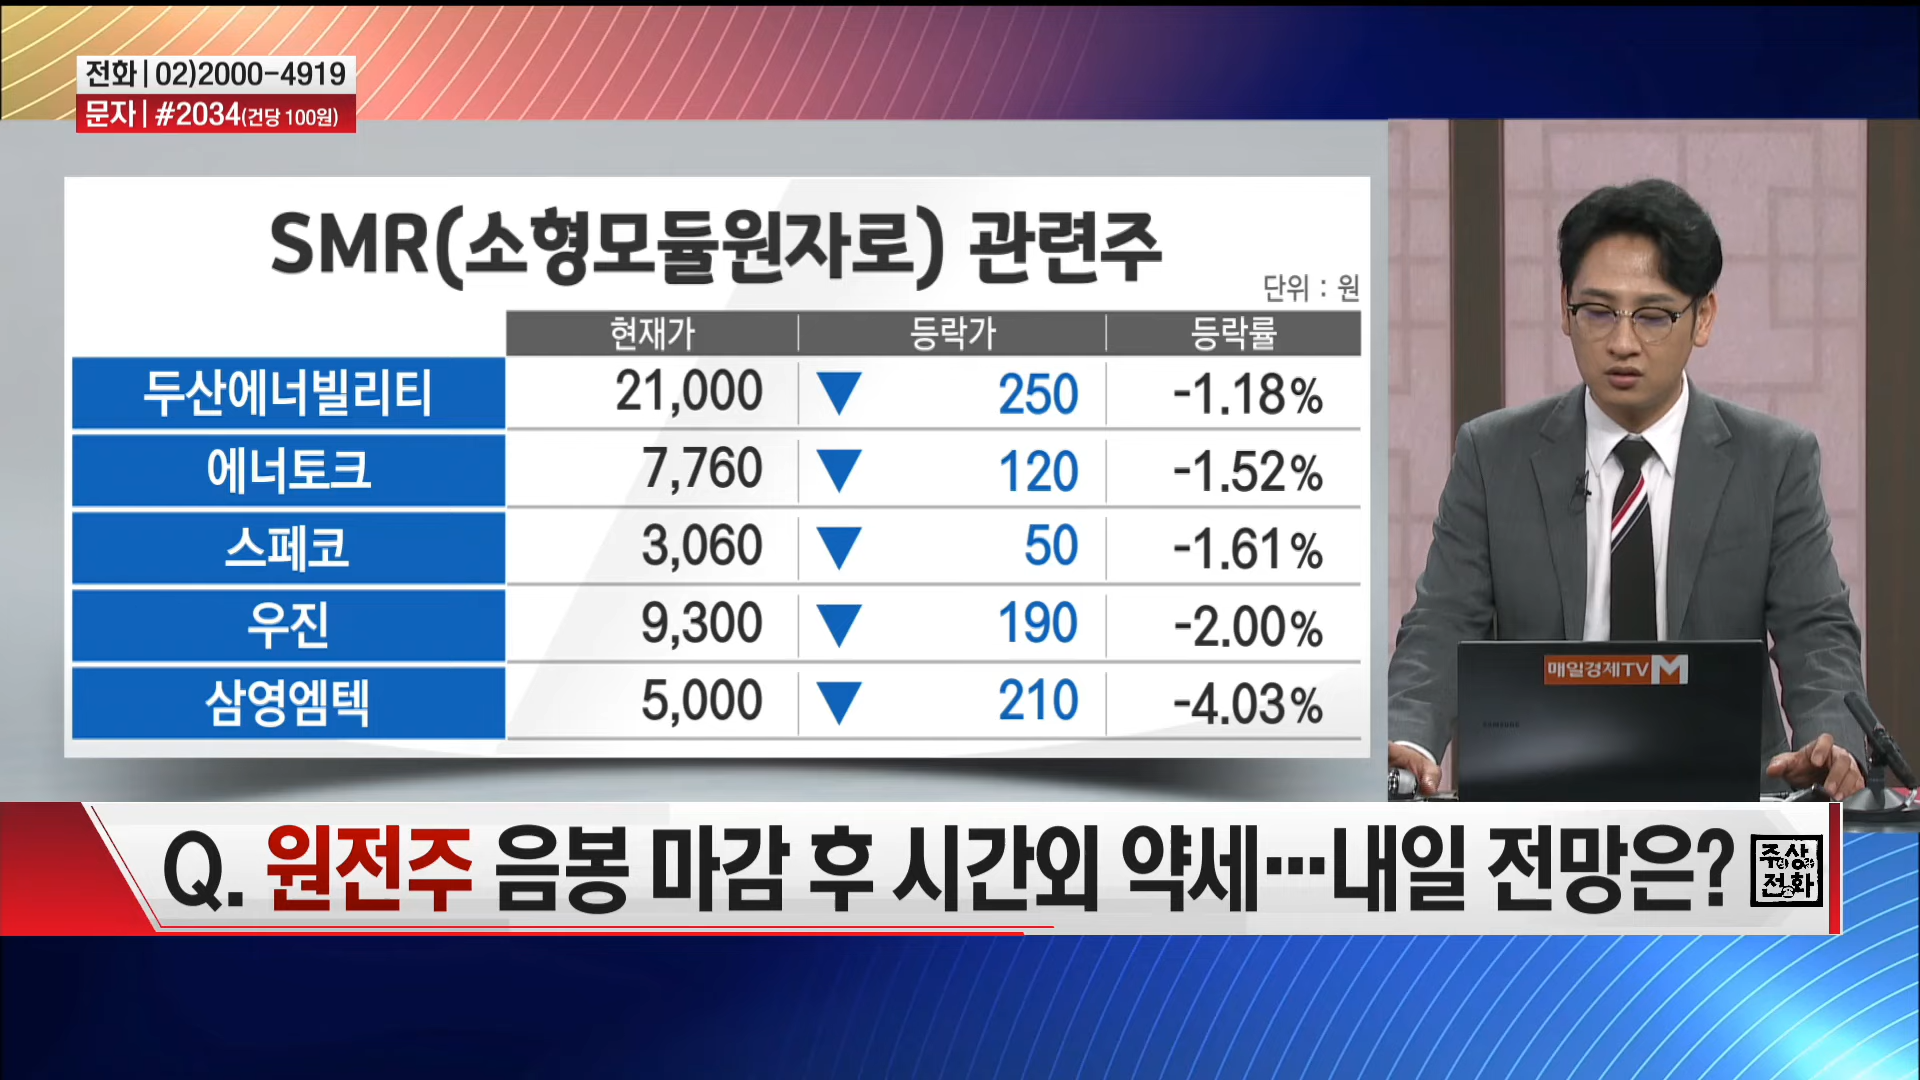 전화 | 02)2000-4919
문자 | #2034(건당 100원)
SMR(소형모듈원자로) 관련주
단위 : 원
현재가 등락가 등락률
두산에너빌리티 21,000 ▼ 250 -1.18%
에너토크 7,760 ▼ 120 -1.52%
스페코 3,060 ▼ 50 -1.61%
우진 9,300 ▼ 190 -2.00%
삼영엠텍 5,000 ▼ 210 -4.03%
매일경제TV M
SAMSUNG
Q. 원전주 음봉 마감 후 시간외 약세…내일 전망은?
주상
전화